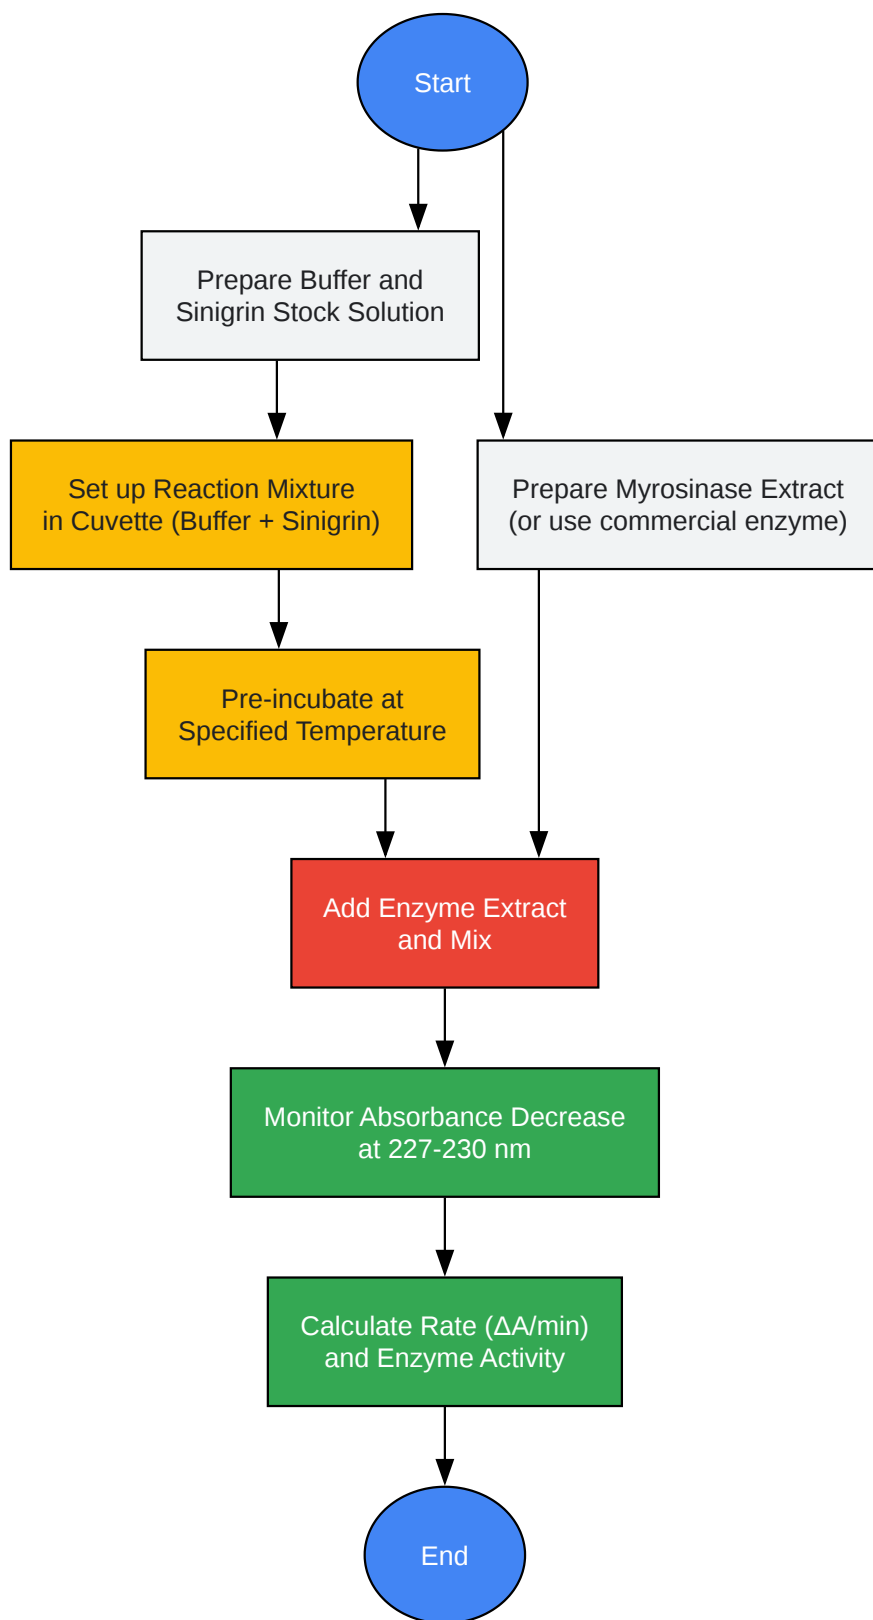 Start
Prepare Buffer and
Sinigrin Stock Solution
Set up Reaction Mixture
in Cuvette (Buffer + Sinigrin)
Prepare Myrosinase Extract
(or use commercial enzyme)
Pre-incubate at
Specified Temperature
Add Enzyme Extract
and Mix
Monitor Absorbance Decrease
at 227-230 nm
Calculate Rate (ΔA/min)
and Enzyme Activity
End